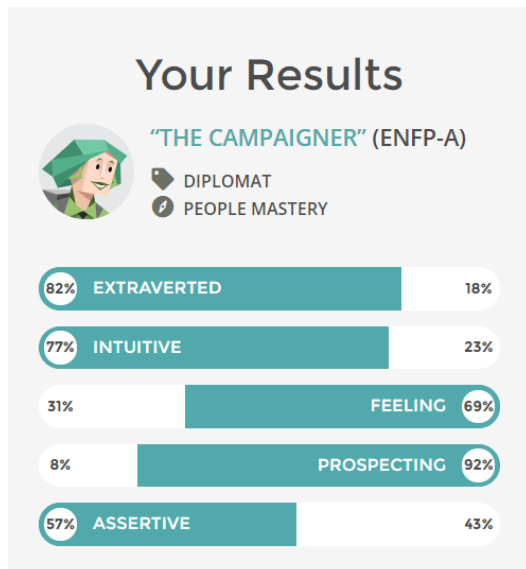 Your Results
“THE CAMPAIGNER” (ENFP-A)
DIPLOMAT
PEOPLE MASTERY
82% EXTRAVERTED 18%
77% INTUITIVE 23%
31% FEELING 69%
8% PROSPECTING 92%
57% ASSERTIVE 43%